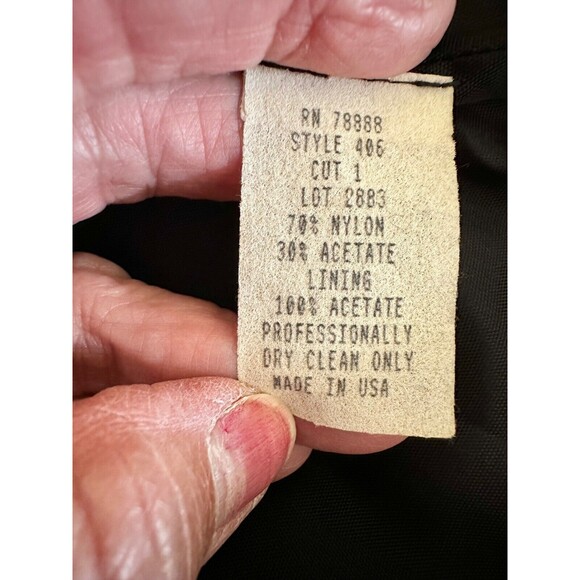 RN 78888
STYLE 406
CUT 1
LOT 2883
70% NYLON
30% ACETATE
LINING
100% ACETATE
PROFESSIONALLY
DRY CLEAN ONLY
MADE IN USA